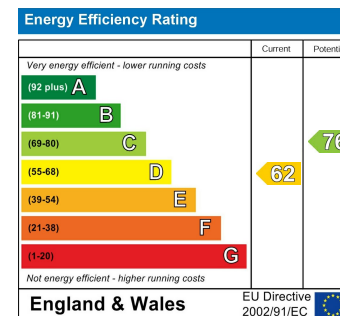 Energy Efficiency Rating
Current Potenti
Very energy efficient - lower running costs
(92 plus) A
(81-91) B
(69-80) C 76
(55-68) D 62
(39-54) E
(21-38) F
(1-20) G
Not energy efficient - higher running costs
England & Wales
EU Directive
2002/91/EC